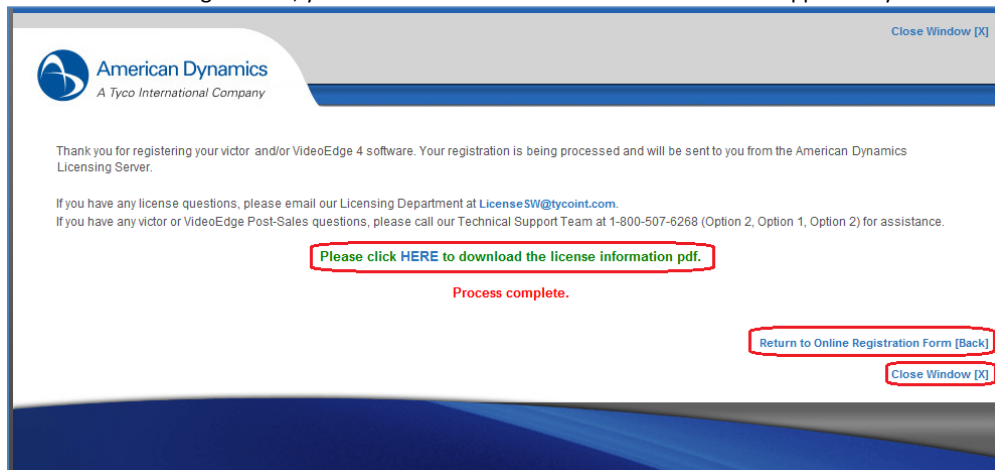 Close Window [X]
American Dynamics
A Tyco International Company
Thank you for registering your victor and/or VideoEdge 4 software. Your registration is being processed and will be sent to you from the American Dynamics
Licensing Server.
If you have any license questions, please email our Licensing Department at LicenseSW@tycoint.com.
If you have any victor or VideoEdge Post-Sales questions, please call our Technical Support Team at 1-800-507-6268 (Option 2, Option 1, Option 2) for assistance.
Please click HERE to download the license information pdf.
Process complete.
Return to Online Registration Form [Back]
Close Window [X]